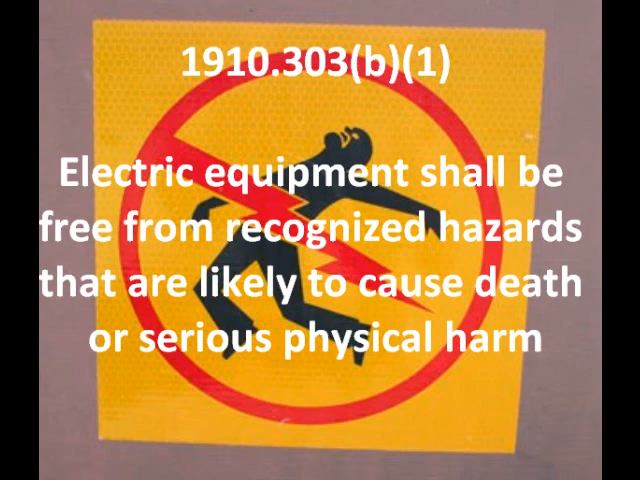 1910.303(b)(1)
Electric equipment shall be
free from recognized hazards
that are likely to cause death
or serious physical harm